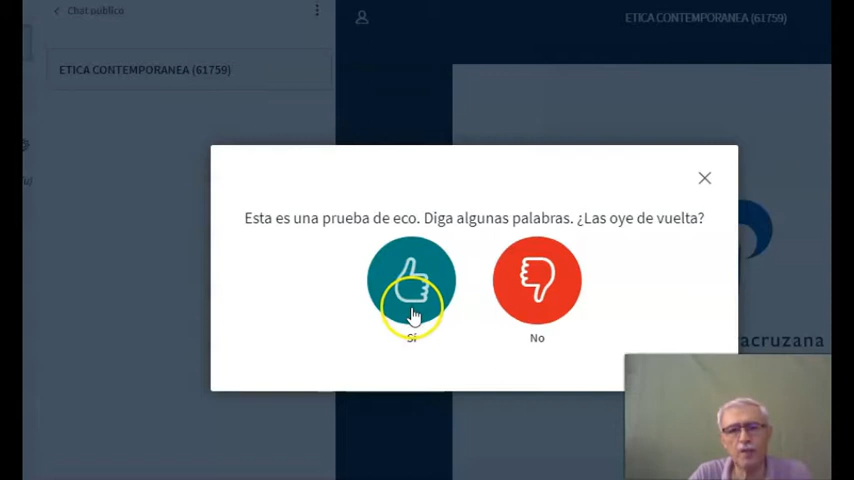 Chat público
ETICA CONTEMPORANEA (61759)
ETICA CONTEMPORANEA (61759)
Esta es una prueba de eco. Diga algunas palabras. ¿Las oye de vuelta?
Sí
No
acruzana